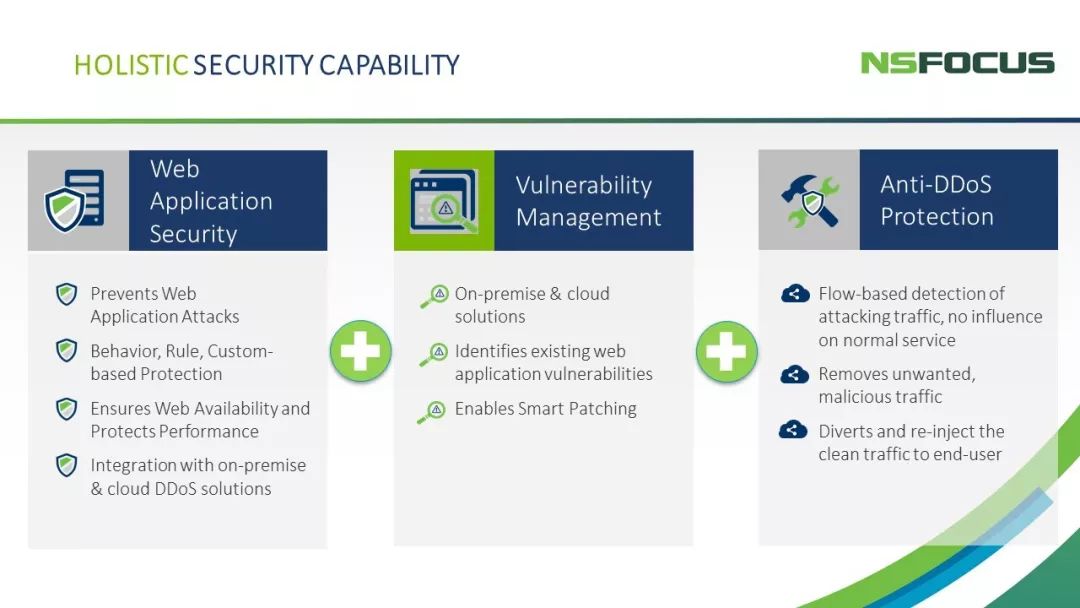 HOLISTIC SECURITY CAPABILITY
NSFOCUS
Web
Application
Security
Prevents Web
Application Attacks
Behavior, Rule, Custom-
based Protection
Ensures Web Availability and
Protects Performance
Integration with on-premise
& cloud DDoS solutions
Vulnerability
Management
On-premise & cloud
solutions
Identifies existing web
application vulnerabilities
Enables Smart Patching
Anti-DDoS
Protection
Flow-based detection of
attacking traffic, no influence
on normal service
Removes unwanted,
malicious traffic
Diverts and re-inject the
clean traffic to end-user